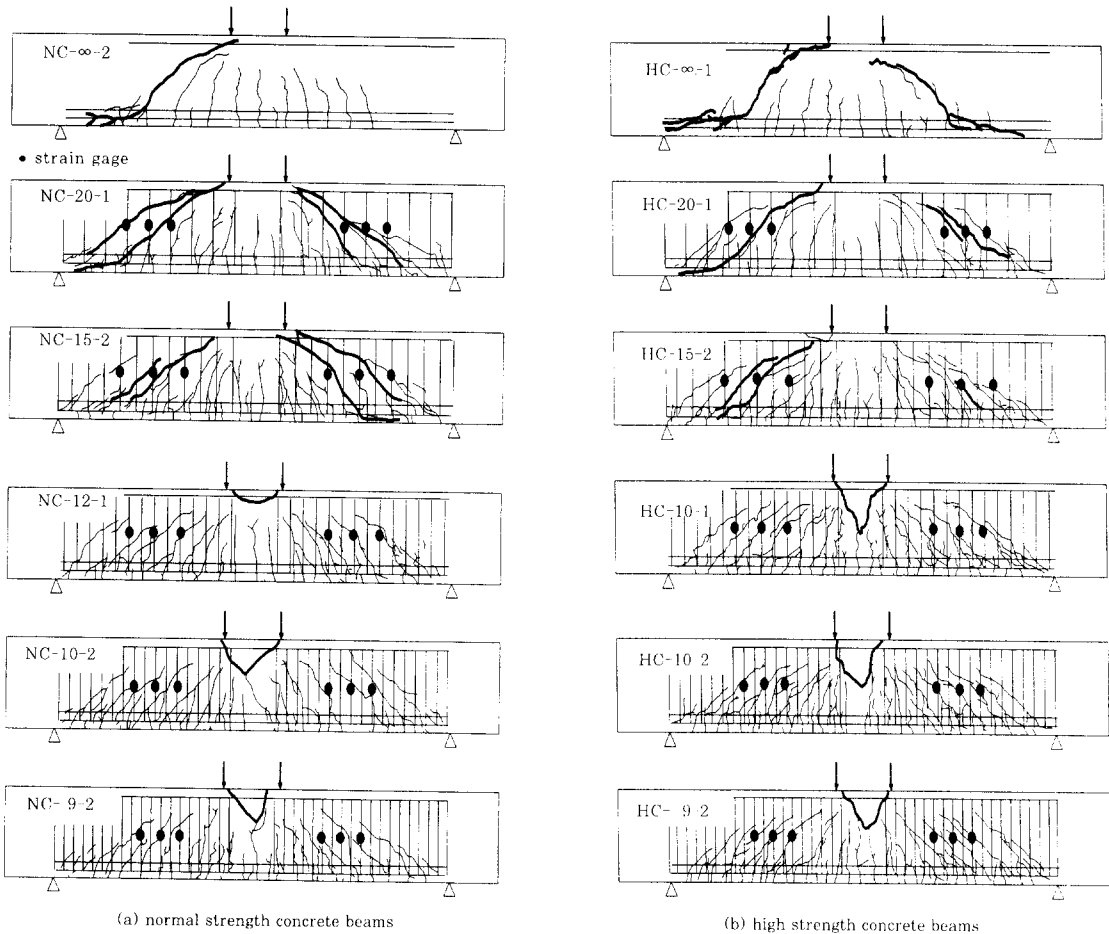 NC-∞-2
• strain gage
NC-20-1
NC-15-2
NC-12-1
NC-10-2
NC- 9-2
(a) normal strength concrete beams
HC-∞-1
HC-20-1
HC-15-2
HC-10-1
HC-10 2
HC- 9 2
(b) high strength concrete beams